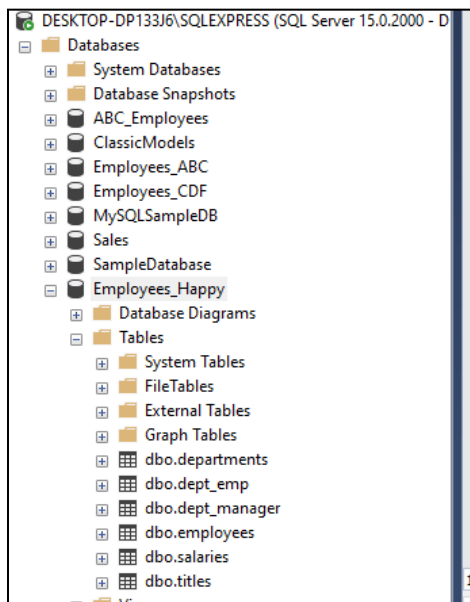 DESKTOP-DP133J6\SQLEXPRESS (SQL Server 15.0.2000 - D
Databases
System Databases
Database Snapshots
ABC_Employees
ClassicModels
Employees_ABC
Employees_CDF
MySQLSampleDB
Sales
SampleDatabase
Employees_Happy
Database Diagrams
Tables
System Tables
FileTables
External Tables
Graph Tables
dbo.departments
dbo.dept_emp
dbo.dept_manager
dbo.employees
dbo.salaries
dbo.titles